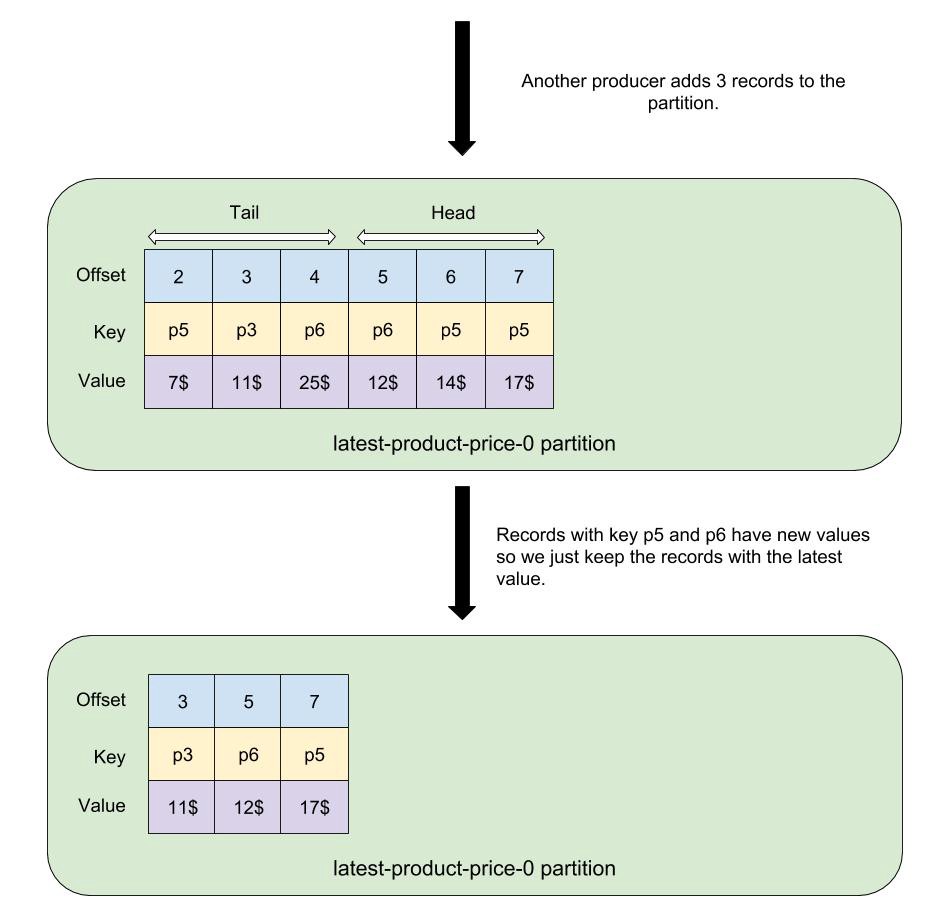 Another producer adds 3 records to the
partition.
Tail Head
Offset 2 3 4 5 6 7
Key p5 p3 p6 p6 p5 p5
Value 7$ 11$ 25$ 12$ 14$ 17$
latest-product-price-0 partition
Records with key p5 and p6 have new values
so we just keep the records with the latest
value.
Offset 3 5 7
Key p3 p6 p5
Value 11$ 12$ 17$
latest-product-price-0 partition